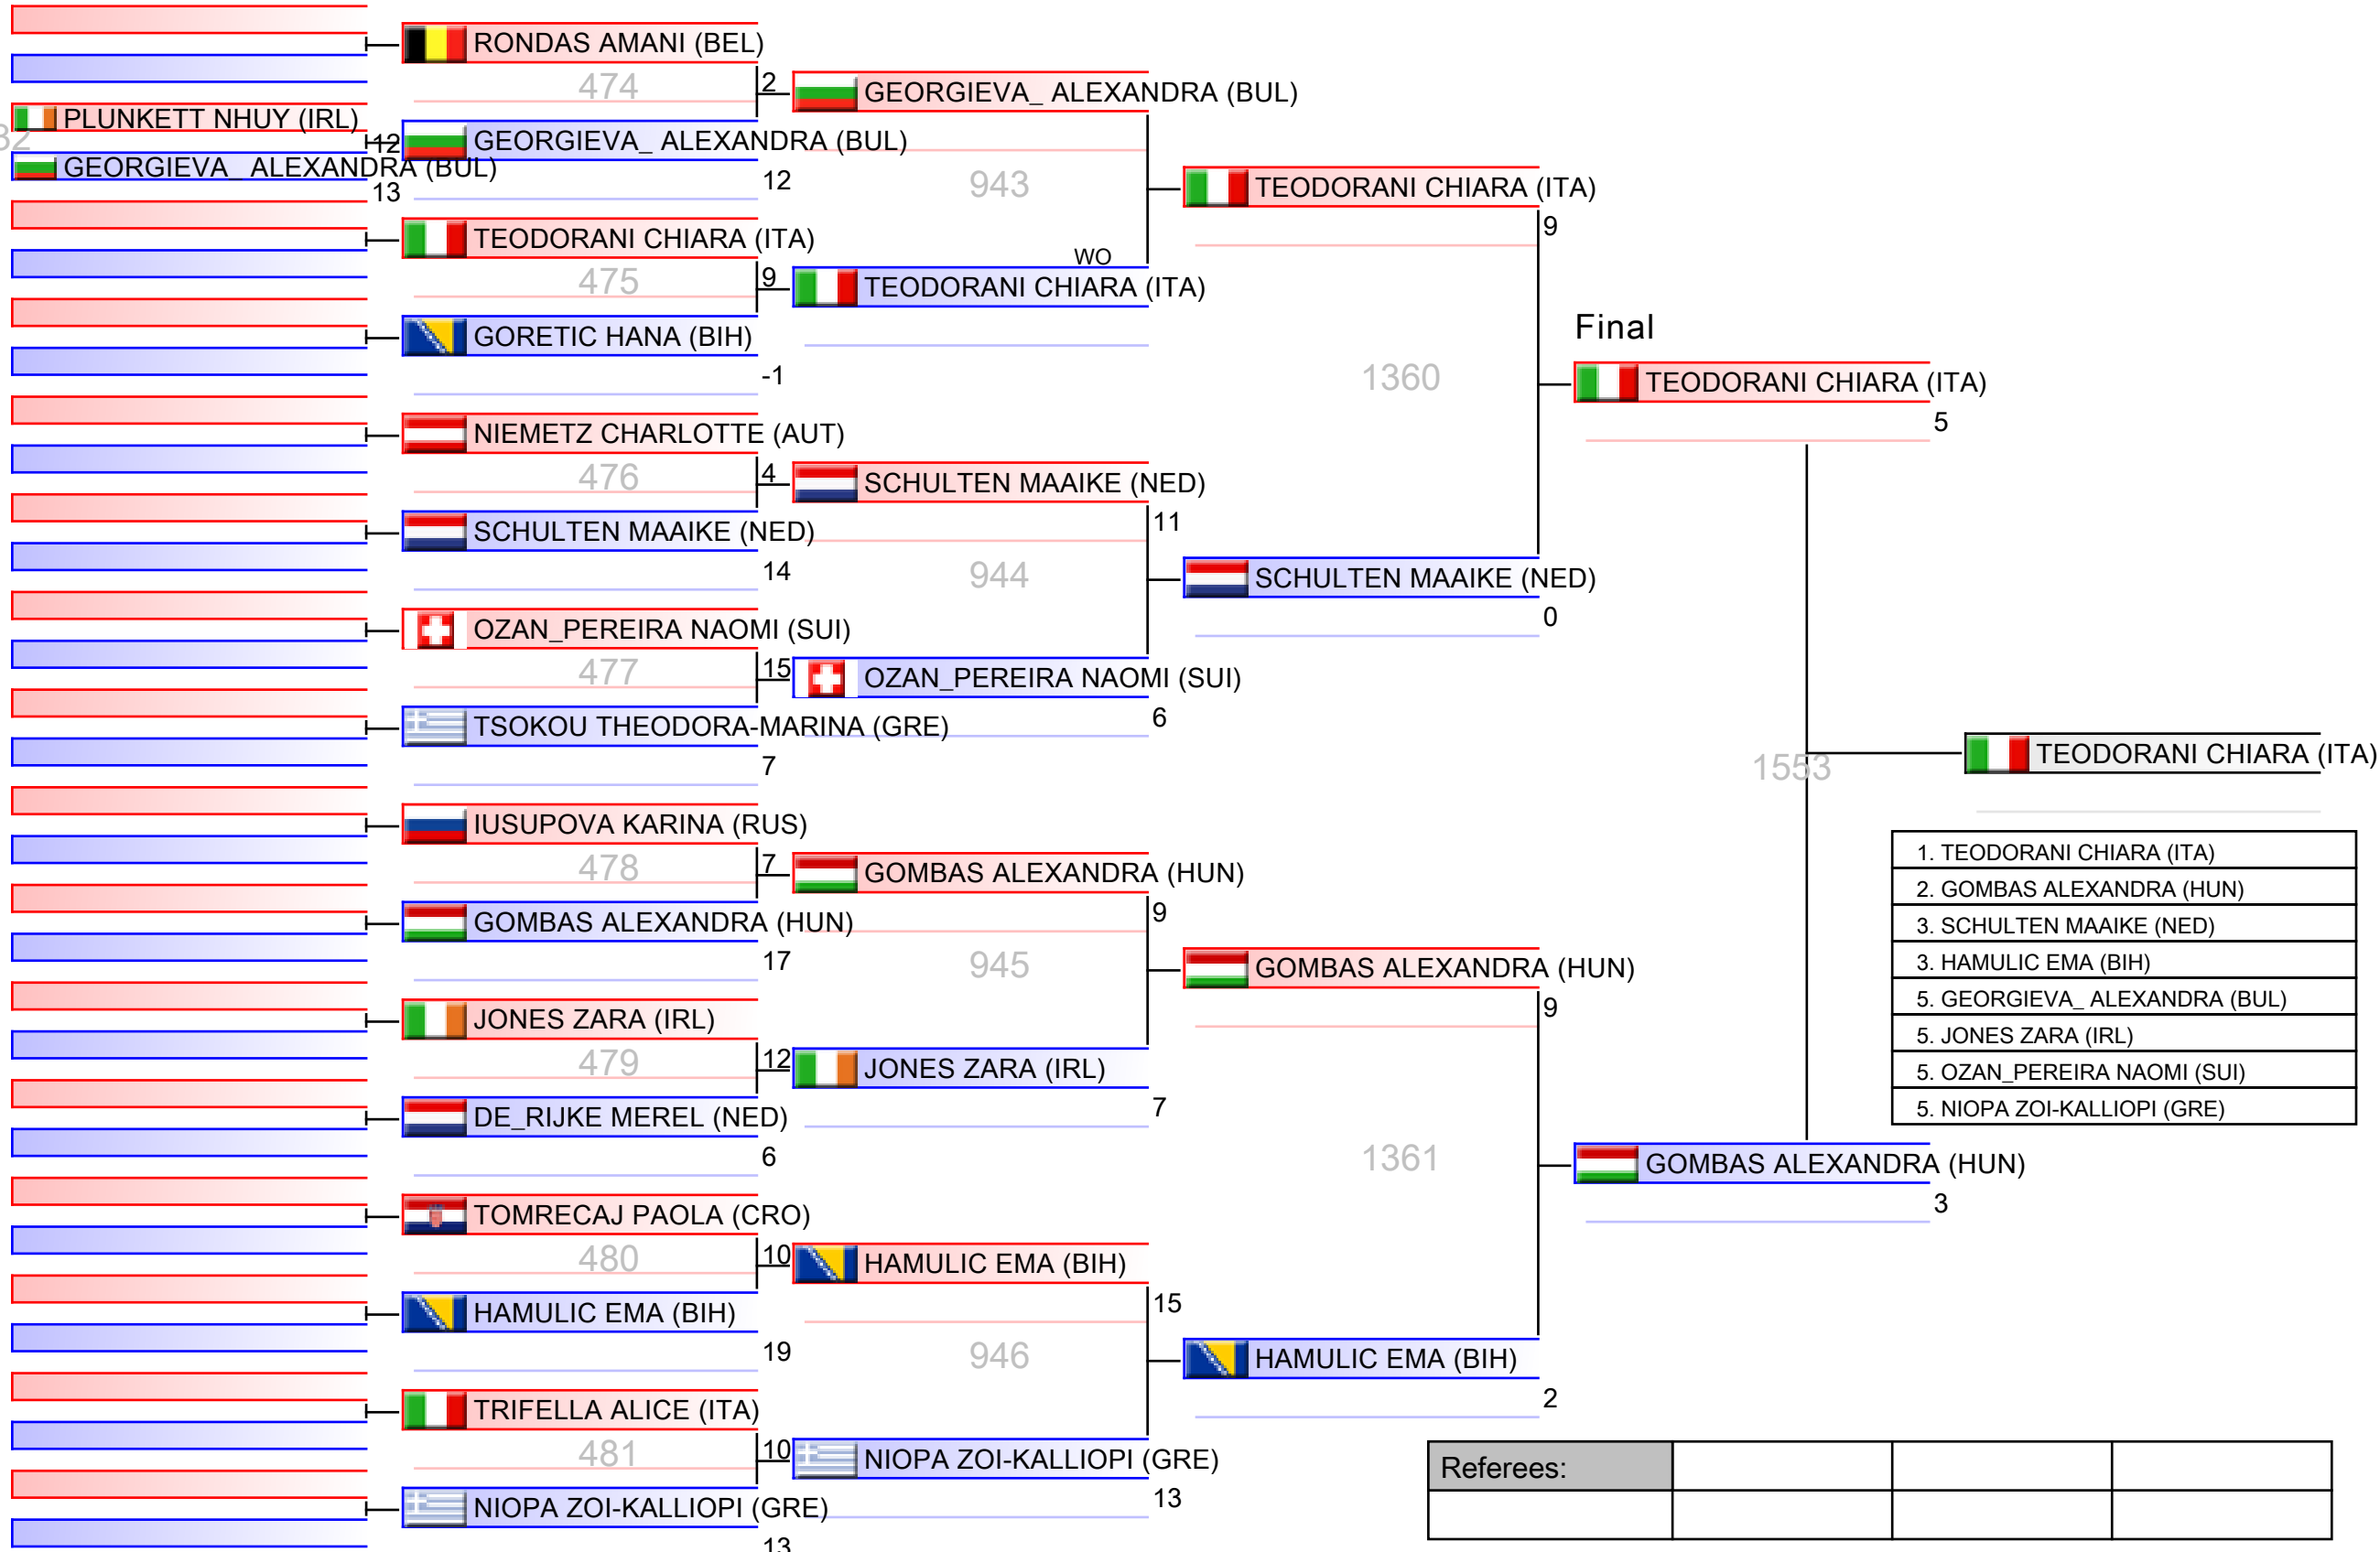 PLUNKETT NHUY (IRL)
12
GEORGIEVA_ ALEXANDRA (BUL)
13
RONDAS AMANI (BEL)
474
2
GEORGIEVA_ ALEXANDRA (BUL)
12
TEODORANI CHIARA (ITA)
475
9
GORETIC HANA (BIH)
-1
NIEMETZ CHARLOTTE (AUT)
476
4
SCHULTEN MAAIKE (NED)
14
OZAN_PEREIRA NAOMI (SUI)
477
15
TSOKOU THEODORA-MARINA (GRE)
7
IUSUPOVA KARINA (RUS)
478
7
GOMBAS ALEXANDRA (HUN)
17
JONES ZARA (IRL)
479
12
DE_RIJKE MEREL (NED)
6
TOMRECAJ PAOLA (CRO)
480
10
HAMULIC EMA (BIH)
19
TRIFELLA ALICE (ITA)
481
10
NIOPA ZOI-KALLIOPI (GRE)
13
GEORGIEVA_ ALEXANDRA (BUL)
943
WO
TEODORANI CHIARA (ITA)
SCHULTEN MAAIKE (NED)
11
944
OZAN_PEREIRA NAOMI (SUI)
6
GOMBAS ALEXANDRA (HUN)
9
945
JONES ZARA (IRL)
7
HAMULIC EMA (BIH)
15
946
NIOPA ZOI-KALLIOPI (GRE)
13
TEODORANI CHIARA (ITA)
9
1360
SCHULTEN MAAIKE (NED)
0
GOMBAS ALEXANDRA (HUN)
9
1361
HAMULIC EMA (BIH)
2
Final
TEODORANI CHIARA (ITA)
5
1553
GOMBAS ALEXANDRA (HUN)
3
TEODORANI CHIARA (ITA)
1. TEODORANI CHIARA (ITA)
2. GOMBAS ALEXANDRA (HUN)
3. SCHULTEN MAAIKE (NED)
3. HAMULIC EMA (BIH)
5. GEORGIEVA_ ALEXANDRA (BUL)
5. JONES ZARA (IRL)
5. OZAN_PEREIRA NAOMI (SUI)
5. NIOPA ZOI-KALLIOPI (GRE)
Referees: